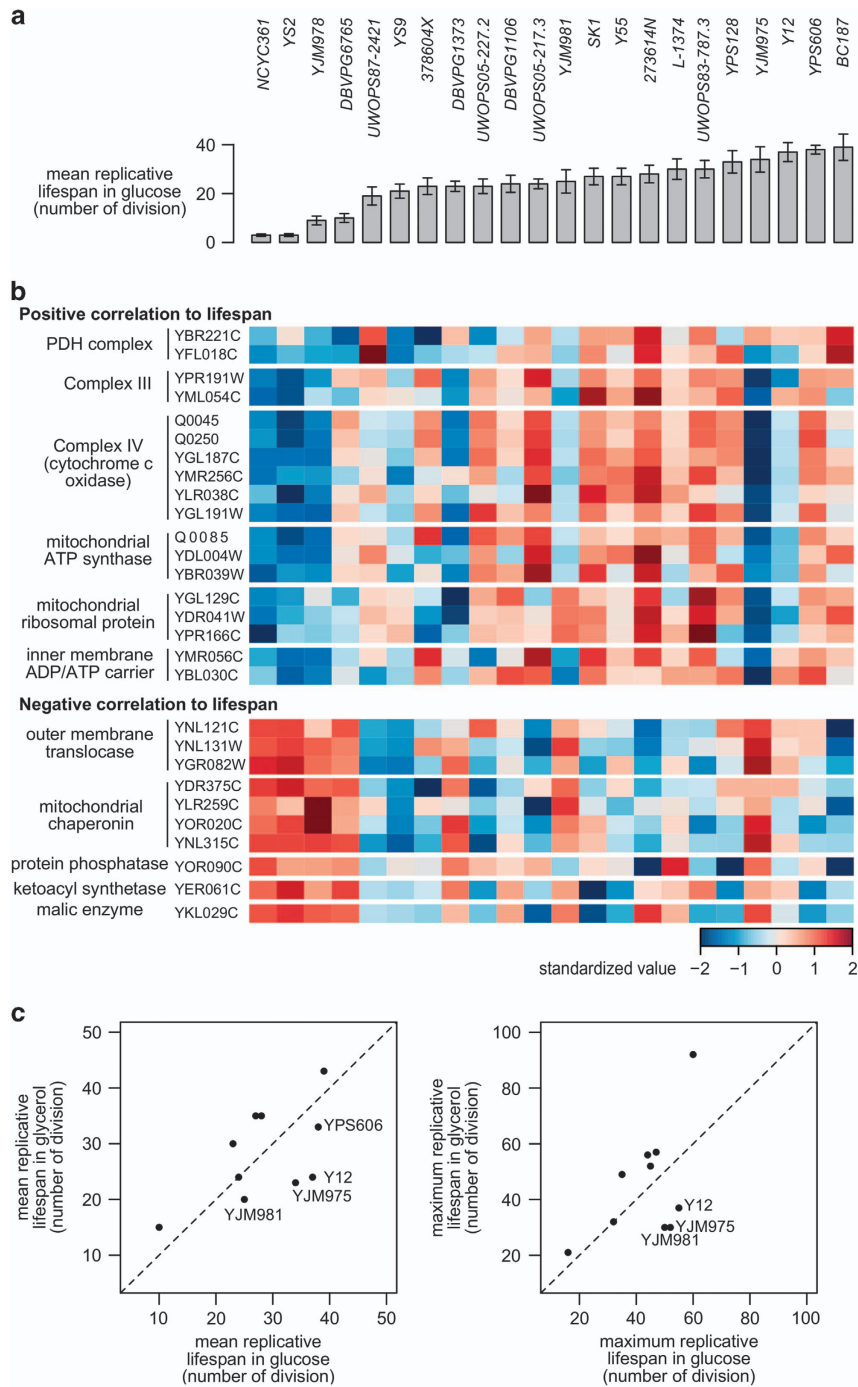 a
NCYC361
YS2
YJM978
DBVPG6765
UWOPS87-2421
YS9
378604X
DBVPG1373
UWOPS05-227.2
DBVPG1106
UWOPS05-217.3
YJM981
SK1
Y55
273614N
L-1374
UWOPS83-787.3
YPS128
YJM975
Y12
YPS606
BC187
mean replicative
lifespan in glucose
(number of division)
40
20
0
b
Positive correlation to lifespan
PDH complex
YBR221C
YFL018C
Complex III
YPR191W
YML054C
Complex IV
(cytochrome c
oxidase)
Q0045
Q0250
YGL187C
YMR256C
YLR038C
YGL191W
mitochondrial
ATP synthase
Q0085
YDL004W
YBR039W
mitochondrial
ribosomal protein
YGL129C
YDR041W
YPR166C
inner membrane
ADP/ATP carrier
YMR056C
YBL030C
Negative correlation to lifespan
outer membrane
translocase
YNL121C
YNL131W
YGR082W
mitochondrial
chaperonin
YDR375C
YLR259C
YOR020C
YNL315C
protein phosphatase YOR090C
ketoacyl synthetase YER061C
malic enzyme YKL029C
standardized value −2 −1 0 1 2
c
mean replicative
lifespan in glycerol
(number of division)
50
40
30
20
10
YPS606
Y12
YJM975
YJM981
10 20 30 40 50
mean replicative
lifespan in glucose
(number of division)
maximum replicative
lifespan in glycerol
(number of division)
100
80
60
40
20
Y12
YJM975
YJM981
20 40 60 80 100
maximum replicative
lifespan in glucose
(number of division)